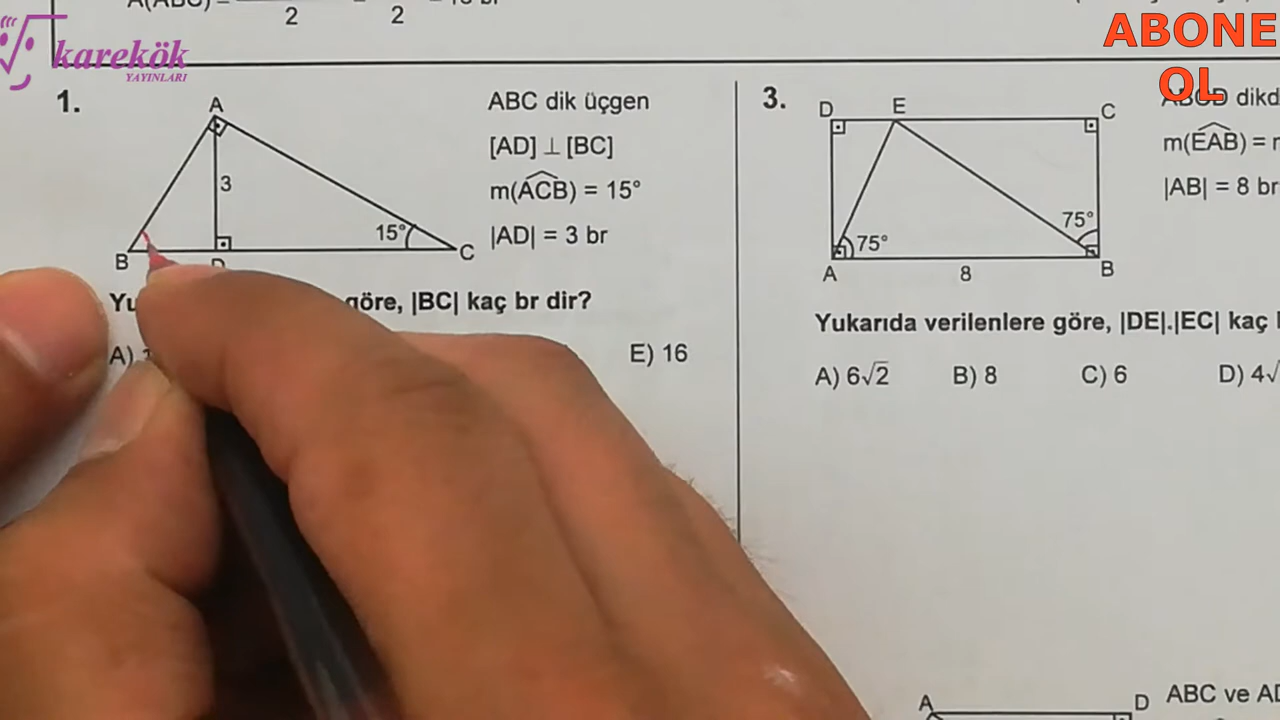 2
2
karekök
YAYINLARI
ABONE
OL
1.
A
3
15°
B
C
ABC dik üçgen
[AD] ⊥ [BC]
m(ACB) = 15°
|AD| = 3 br
göre, |BC| kaç br dir?
A)
E) 16
3.
D
E
C
75°
75°
A
8
B
ABCD dikd
m(EAB) =
|AB| = 8 br
Yukarıda verilenlere göre, |DE|.|EC| kaç
A) 6√2
B) 8
C) 6
D) 4√
A
D
ABC ve